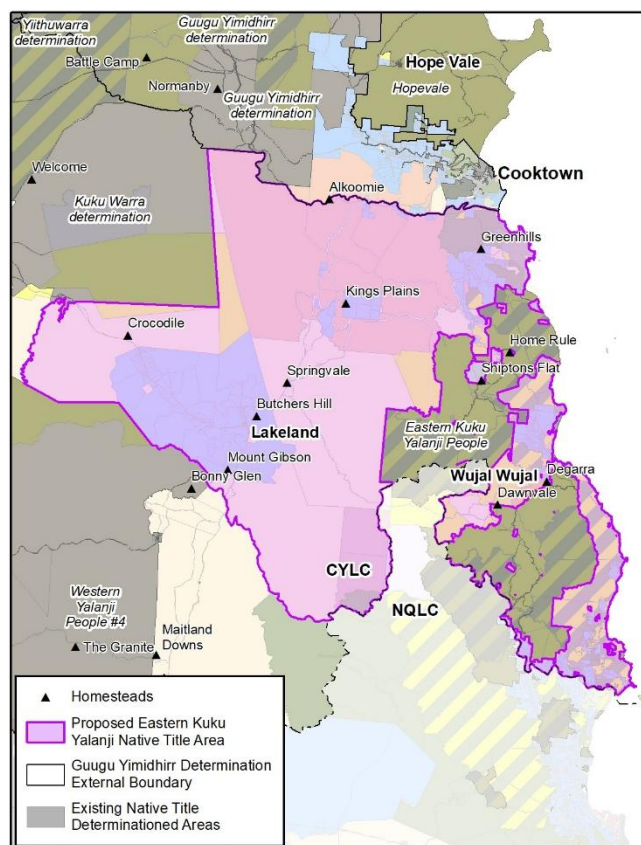 Yiithuwarra
determination
Guugu Yimidhirr
determination
Battle Camp
Hope Vale
Hopevale
Normanby
Guugu Yimidhirr
determination
Welcome
Cooktown
Kuku Warra
determination
Alkoomie
Greenhills
Kings Plains
Crocodile
Home Rule
Springvale
Shiptons Flat
Butchers Hill
Lakeland
Eastern Kuku
Yalanji People
Mount Gibson
Bonny Glen
Wujal Wujal
Degarra
Dawnvale
CYLC
NQLC
Western
Yalanji
People #4
The Granite
Maitland
Downs
Homesteads
Proposed Eastern Kuku
Yalanji Native Title Area
Guugu Yimidhirr Determination
External Boundary
Existing Native Title
Determinationed Areas